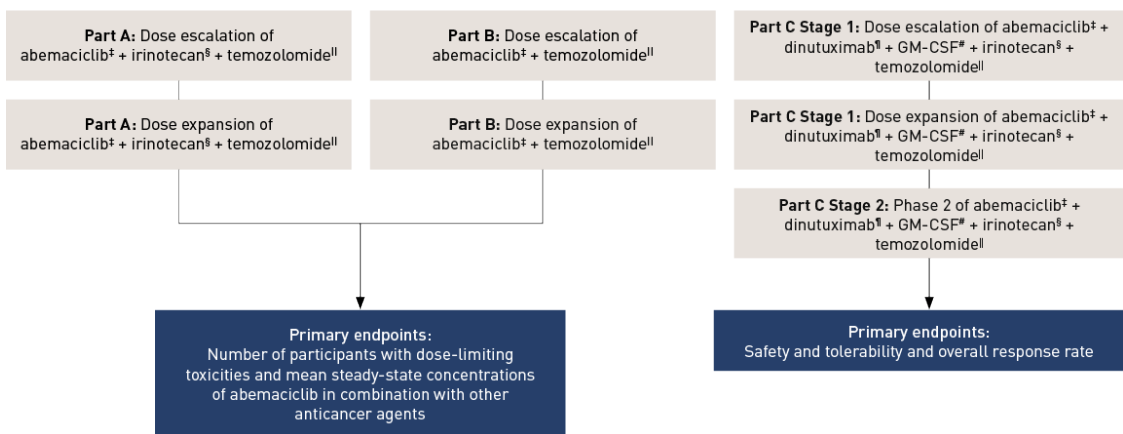 Part A: Dose escalation of
abemaciclib‡ + irinotecan§ + temozolomide||
Part A: Dose expansion of
abemaciclib‡ + irinotecan§ + temozolomide||
Part B: Dose escalation of
abemaciclib‡ + temozolomide||
Part B: Dose expansion of
abemaciclib‡ + temozolomide||
Primary endpoints:
Number of participants with dose-limiting
toxicities and mean steady-state concentrations
of abemaciclib in combination with other
anticancer agents
Part C Stage 1: Dose escalation of abemaciclib‡ +
dinutuximab¶ + GM-CSF# + irinotecan§ +
temozolomide||
Part C Stage 1: Dose expansion of abemaciclib‡ +
dinutuximab¶ + GM-CSF# + irinotecan§ +
temozolomide||
Part C Stage 2: Phase 2 of abemaciclib‡ +
dinutuximab¶ + GM-CSF# + irinotecan§ +
temozolomide||
Primary endpoints:
Safety and tolerability and overall response rate